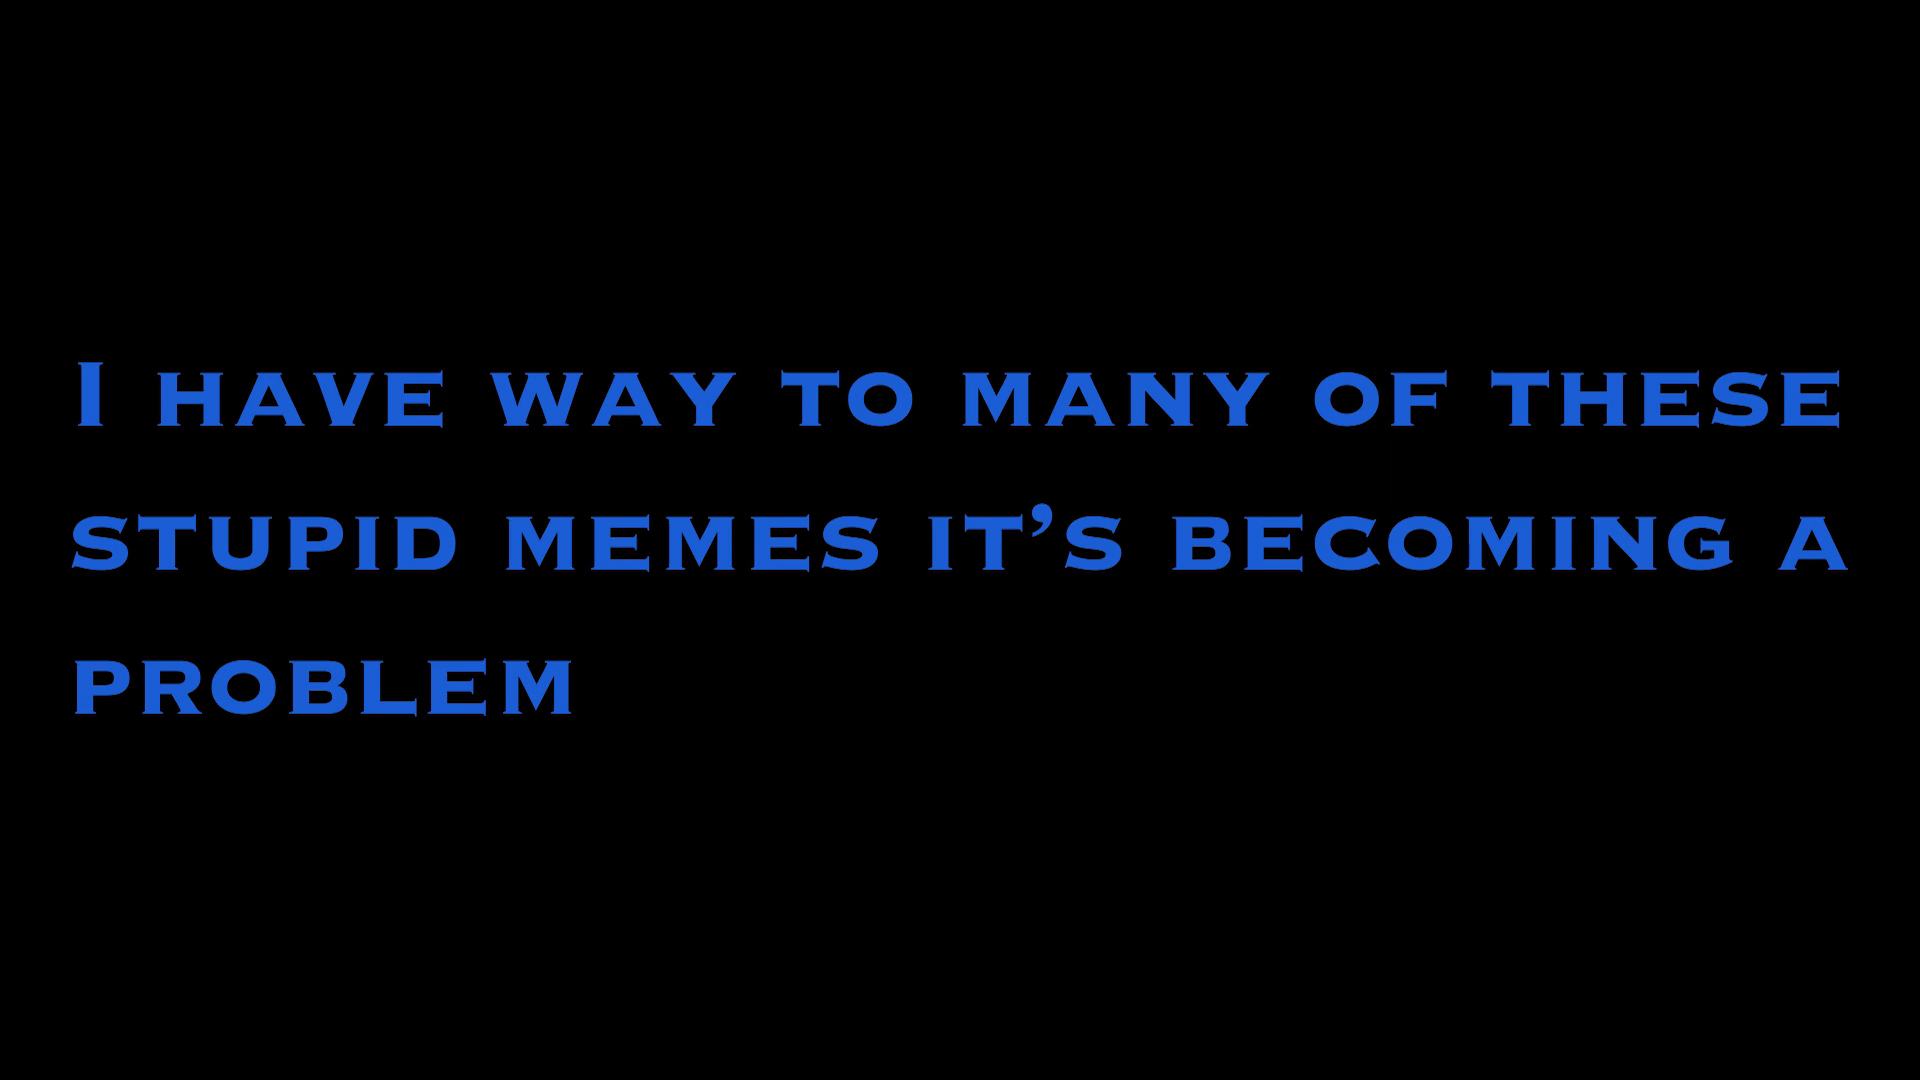 I have way to many of these
stupid memes it’s becoming a
problem